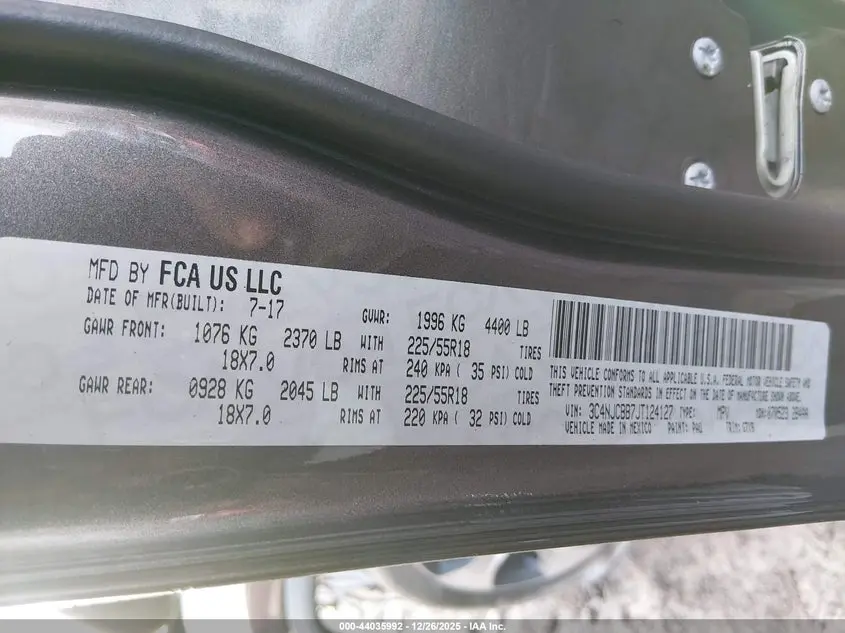 MFD BY FCA US LLC
DATE OF MFR(BUILT): 7-17 GVWR: 1996 KG 4400 LB
GAWR FRONT: 1076 KG 2370 LB WITH 225/55R18 TIRES
18X7.0 RIMS AT 240 KPA ( 35 PSI) COLD
GAWR REAR: 0928 KG 2045 LB WITH 225/55R18 TIRES
18X7.0 RIMS AT 220 KPA ( 32 PSI) COLD
THIS VEHICLE CONFORMS TO ALL APPLICABLE U.S.A. FEDERAL MOTOR VEHICLE SAFETY AND
THEFT PREVENTION STANDARDS IN EFFECT ON THE DATE OF MANUFACTURE SHOWN ABOVE.
VIN: 3C4NJCBB7JT124127 TYPE: MPV MDH:
VEHICLE MADE IN MEXICO PAINT: PAU TRIM:
000-44035992 - 12/26/2025 - IAA Inc.